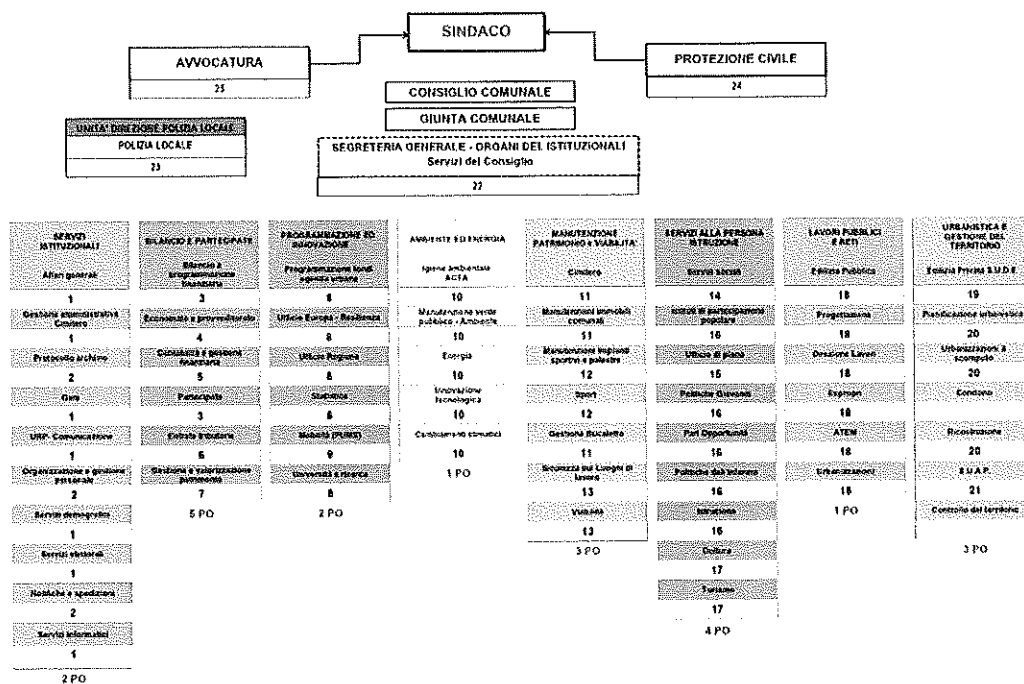 SINDACO
AVVOCATURA
25
PROTEZIONE CIVILE
24
CONSIGLIO COMUNALE
GIUNTA COMUNALE
UNITA' DIREZIONE POLIZIA LOCALE
POLIZIA LOCALE
23
SEGRETERIA GENERALE - ORGANI DEL ISTITUZIONALI
Servizi del Consiglio
22
SERVIZI
ISTITUZIONALI
Affari generali
1
Gestione amministrativa
Cimitero
1
Protocollo archivio
2
Gare
1
URP- Comunicazione
1
Organizzazione e gestione
personale
2
Servizi demografici
1
Servizi elettorali
1
Notifiche e spedizioni
2
Servizi informatici
1
2 PO
BILANCIO E PARTECIPATE
Bilancio e
programmazione
finanziaria
3
Economato e provveditorato
4
Contabilità e gestione
finanziaria
5
Partecipate
3
Entrate tributarie
6
Gestione e valorizzazione
patrimonio
7
5 PO
PROGRAMMAZIONE ED
INNOVAZIONE
Programmazione fondi
agenda urbana
8
Ufficio Europa - Resilienza
8
Ufficio Regione
8
Statistica
8
Mobilità (PUMS)
9
Università e ricerca
8
2 PO
AMBIENTE ED ENERGIA
Igiene ambientale
ACTA
10
Manutenzione verde
pubblico - Ambiente
10
Energia
10
Innovazione
tecnologica
10
Cambiamenti climatici
10
1 PO
MANUTENZIONE
PATRIMONIO e VIABILITA'
Cimitero
11
Manutenzioni immobili
comunali
11
Manutenzioni impianti
sportivi e palestre
12
Sport
12
Gestione Bucaletto
11
Sicurezza sui Luoghi di
lavoro
13
Viabilità
13
3 PO
SERVIZI ALLA PERSONA
ISTRUZIONE
Servizi Sociali
14
Istituti di partecipazione
popolare
16
Ufficio di piano
15
Politiche Giovanili
16
Pari Opportunità
16
Politiche dell'infanzia
16
Istruzione
16
Cultura
17
Turismo
17
4 PO
LAVORI PUBBLICI
E RETI
Edilizia Pubblica
18
Progettazione
18
Direzione Lavori
18
Espropri
18
ATEM
18
Urbanizzazioni
18
1 PO
URBANISTICA E
GESTIONE DEL
TERRITORIO
Edilizia Privata S.U.D.E.
19
Pianificazione urbanistica
20
Urbanizzazioni a
scomputo
20
Condono
Ricostruzione
20
S.U.A.P.
21
Controllo del territorio
3 PO